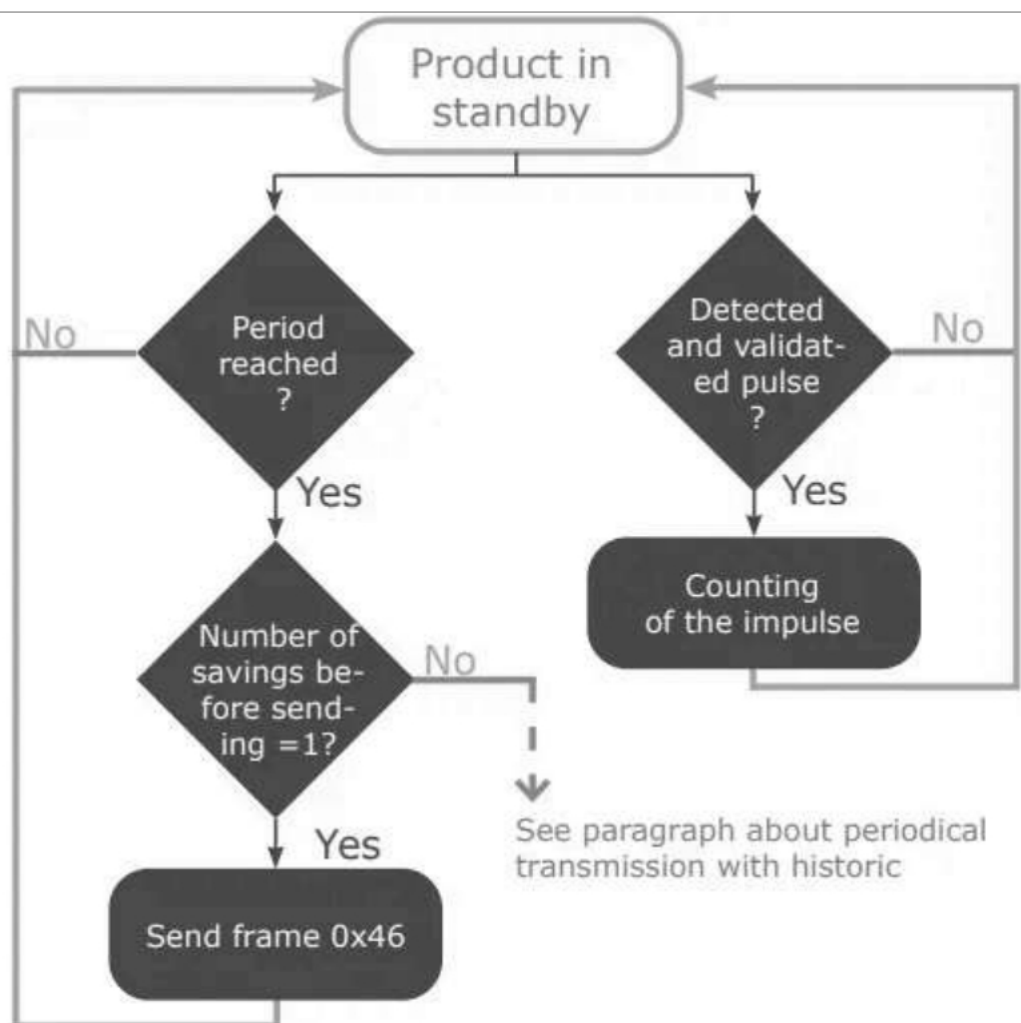 Product in
standby
No
Period
reached
?
Yes
Detected
and validat-
ed pulse
?
No
Yes
Counting
of the impulse
Number of
savings be-
fore send-
ing =1?
No
See paragraph about periodical
transmission with historic
Yes
Send frame 0x46